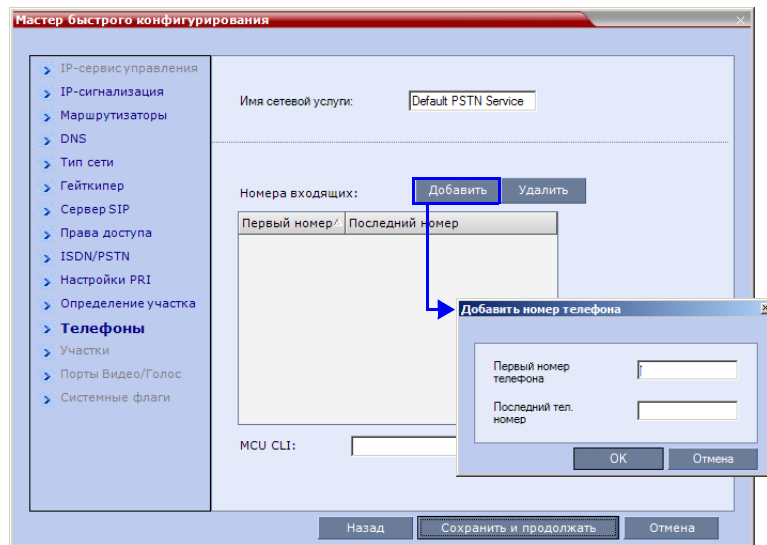 Мастер быстрого конфигурирования
IP-сервис управления
IP-сигнализация
Маршрутизаторы
DNS
Тип сети
Гейткипер
Сервер SIP
Права доступа
ISDN/PSTN
Настройки PRI
Определение участка
Телефоны
Участки
Порты Видео/Голос
Системные флаги
Имя сетевой услуги: Default PSTN Service
Номера входящих: Добавить Удалить
Первый номер Последний номер
MCU CLI:
Добавить номер телефона
Первый номер
телефона
Последний тел.
номер
OK Отмена
Назад Сохранить и продолжать Отмена